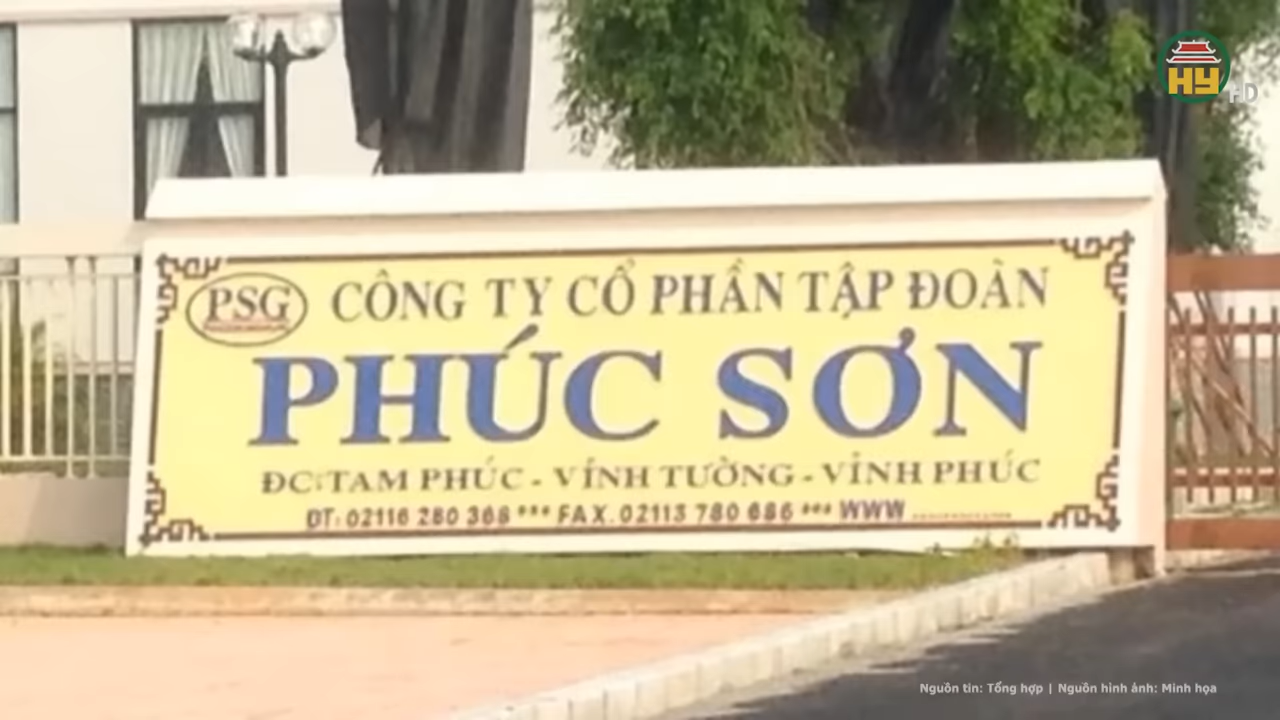 HY
HD
PSG
CÔNG TY CỔ PHẦN TẬP ĐOÀN
PHÚC SƠN
ĐC: TAM PHÚC - VĨNH TƯỜNG - VĨNH PHÚC
ĐT: 02116 280 368 *** FAX. 02113 780 686 *** WWW
Nguồn tin: Tổng hợp | Nguồn hình ảnh: Minh họa